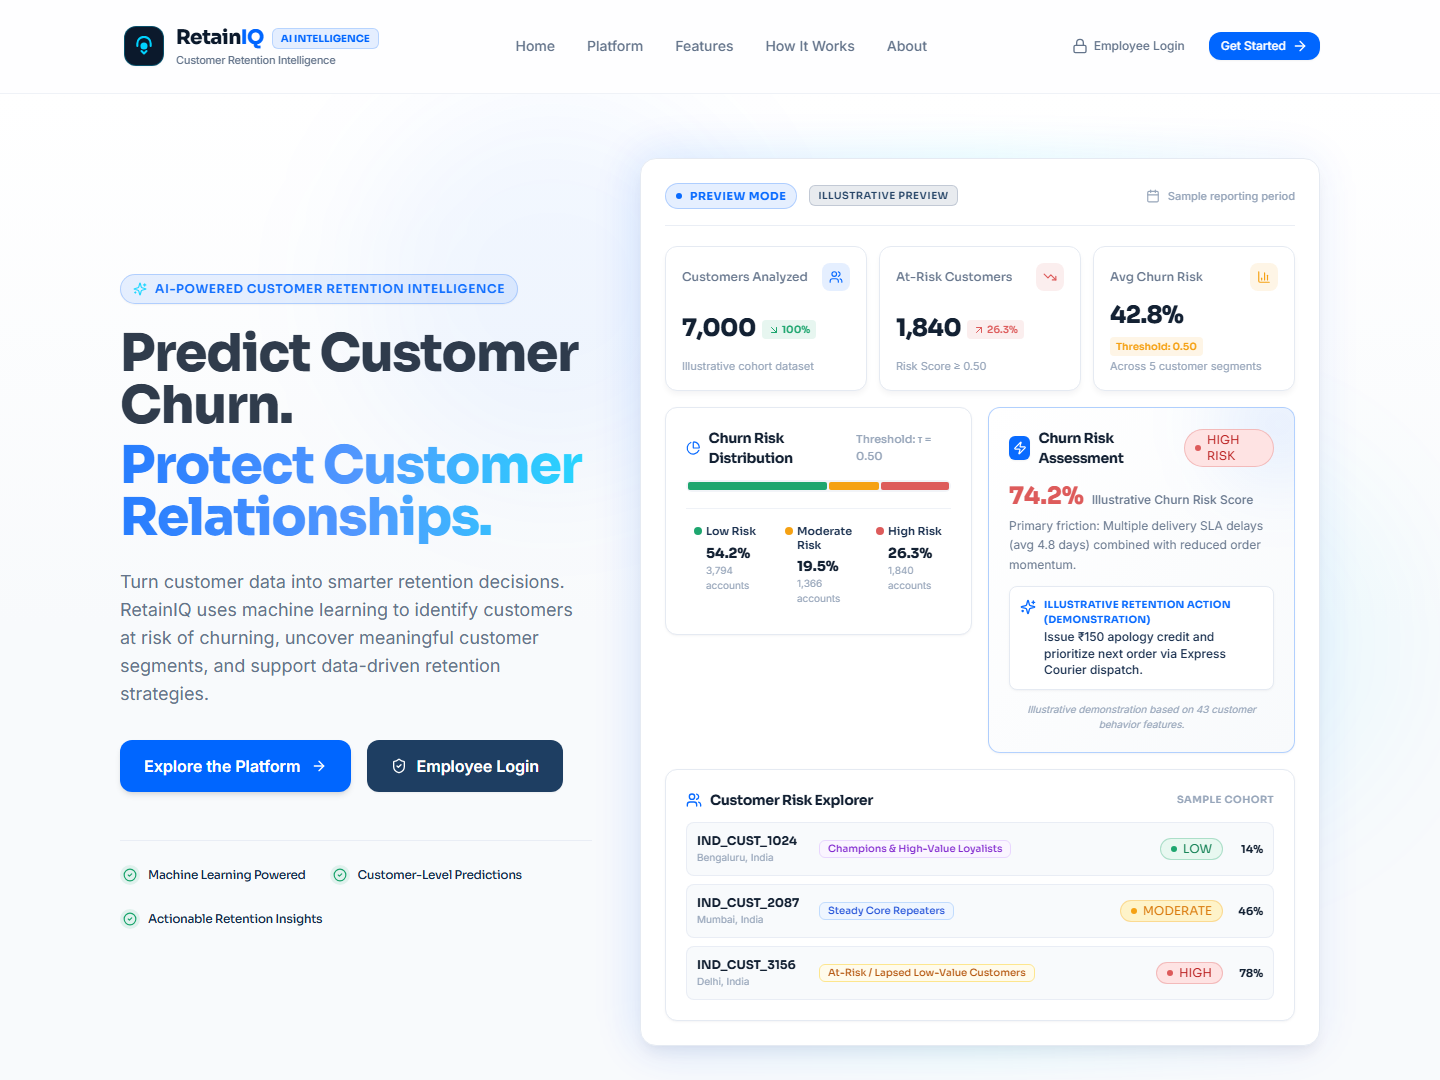 RetainIQ AI INTELLIGENCE
Customer Retention Intelligence
Home Platform Features How It Works About
Employee Login
Get Started
AI-POWERED CUSTOMER RETENTION INTELLIGENCE
Predict Customer
Churn.
Protect Customer
Relationships.
Turn customer data into smarter retention decisions.
RetainIQ uses machine learning to identify customers
at risk of churning, uncover meaningful customer
segments, and support data-driven retention
strategies.
Explore the Platform
Employee Login
Machine Learning Powered
Customer-Level Predictions
Actionable Retention Insights
PREVIEW MODE
ILLUSTRATIVE PREVIEW
Sample reporting period
Customers Analyzed
7,000 100%
Illustrative cohort dataset
At-Risk Customers
1,840 26.3%
Risk Score ≥ 0.50
Avg Churn Risk
42.8%
Threshold: 0.50
Across 5 customer segments
Churn Risk
Distribution
Threshold: τ =
0.50
Low Risk
54.2%
3,794
accounts
Moderate
Risk
19.5%
1,366
accounts
High Risk
26.3%
1,840
accounts
Churn Risk
Assessment
HIGH
RISK
74.2% Illustrative Churn Risk Score
Primary friction: Multiple delivery SLA delays
(avg 4.8 days) combined with reduced order
momentum.
ILLUSTRATIVE RETENTION ACTION
(DEMONSTRATION)
Issue ₹150 apology credit and
prioritize next order via Express
Courier dispatch.
Illustrative demonstration based on 43 customer
behavior features.
Customer Risk Explorer
SAMPLE COHORT
IND_CUST_1024
Bengaluru, India
Champions & High-Value Loyalists
LOW 14%
IND_CUST_2087
Mumbai, India
Steady Core Repeaters
MODERATE 46%
IND_CUST_3156
Delhi, India
At-Risk / Lapsed Low-Value Customers
HIGH 78%